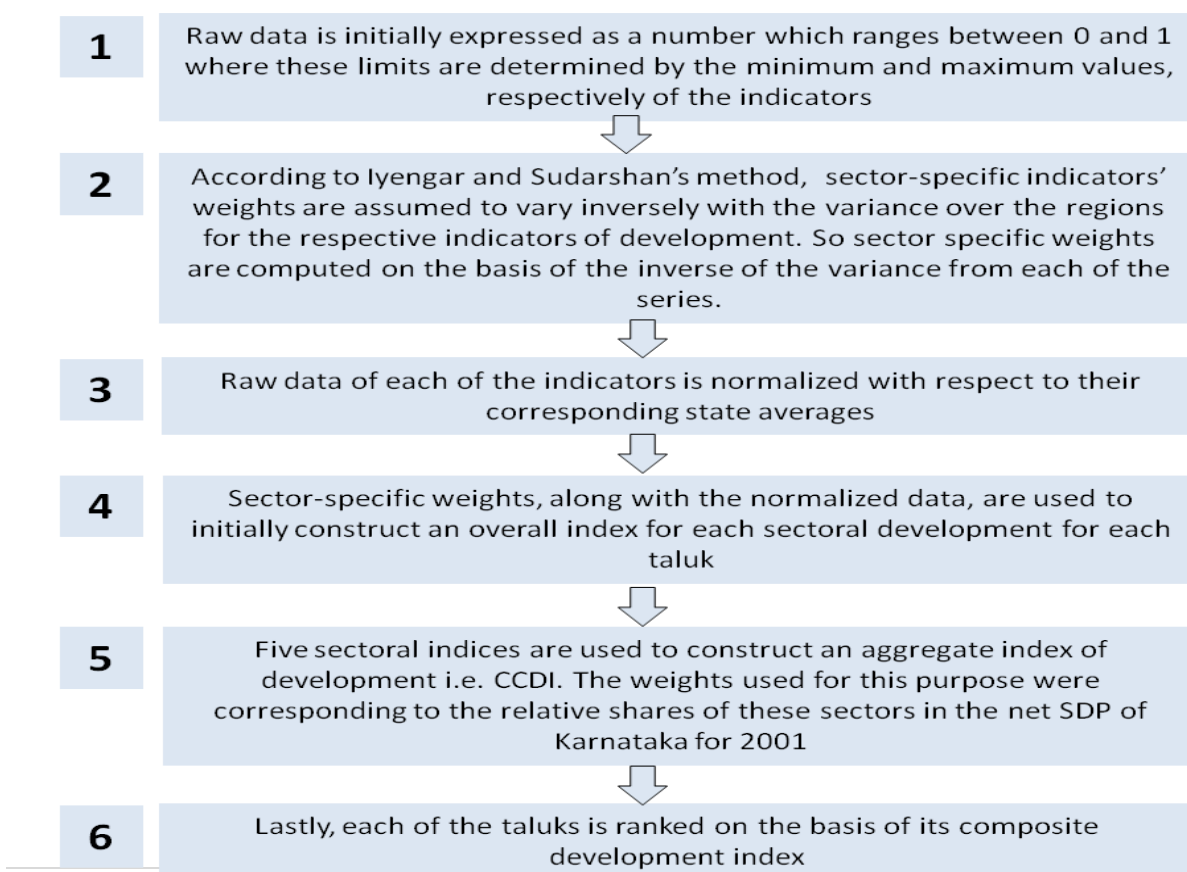 1
Raw data is initially expressed as a number which ranges between 0 and 1
where these limits are determined by the minimum and maximum values,
respectively of the indicators
2
According to Iyengar and Sudarshan’s method, sector-specific indicators’
weights are assumed to vary inversely with the variance over the regions
for the respective indicators of development. So sector specific weights
are computed on the basis of the inverse of the variance from each of the
series.
3
Raw data of each of the indicators is normalized with respect to their
corresponding state averages
4
Sector-specific weights, along with the normalized data, are used to
initially construct an overall index for each sectoral development for each
taluk
5
Five sectoral indices are used to construct an aggregate index of
development i.e. CCDI. The weights used for this purpose were
corresponding to the relative shares of these sectors in the net SDP of
Karnataka for 2001
6
Lastly, each of the taluks is ranked on the basis of its composite
development index